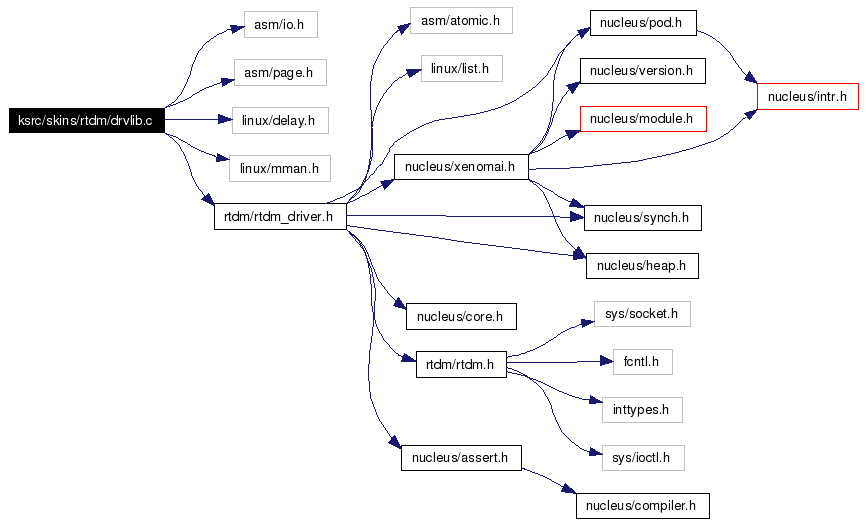 asm/io.h
asm/atomic.h
nucleus/pod.h
asm/page.h
linux/list.h
nucleus/version.h
nucleus/intr.h
ksrc/skins/rtdm/drvlib.c
linux/delay.h
nucleus/module.h
linux/mman.h
nucleus/xenomai.h
rtdm/rtdm_driver.h
nucleus/synch.h
nucleus/heap.h
nucleus/core.h
sys/socket.h
rtdm/rtdm.h
fcntl.h
inttypes.h
nucleus/assert.h
sys/ioctl.h
nucleus/compiler.h